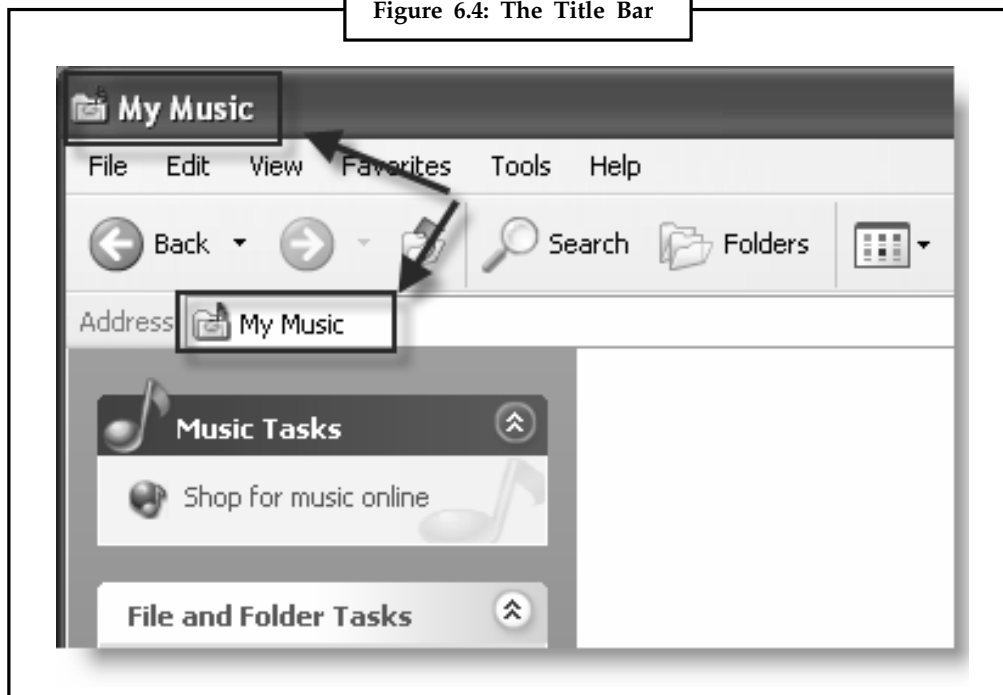 Figure 6.4: The Title Bar
My Music
File Edit View Favorites Tools Help
Back Search Folders
Address My Music
Music Tasks
Shop for music online
File and Folder Tasks